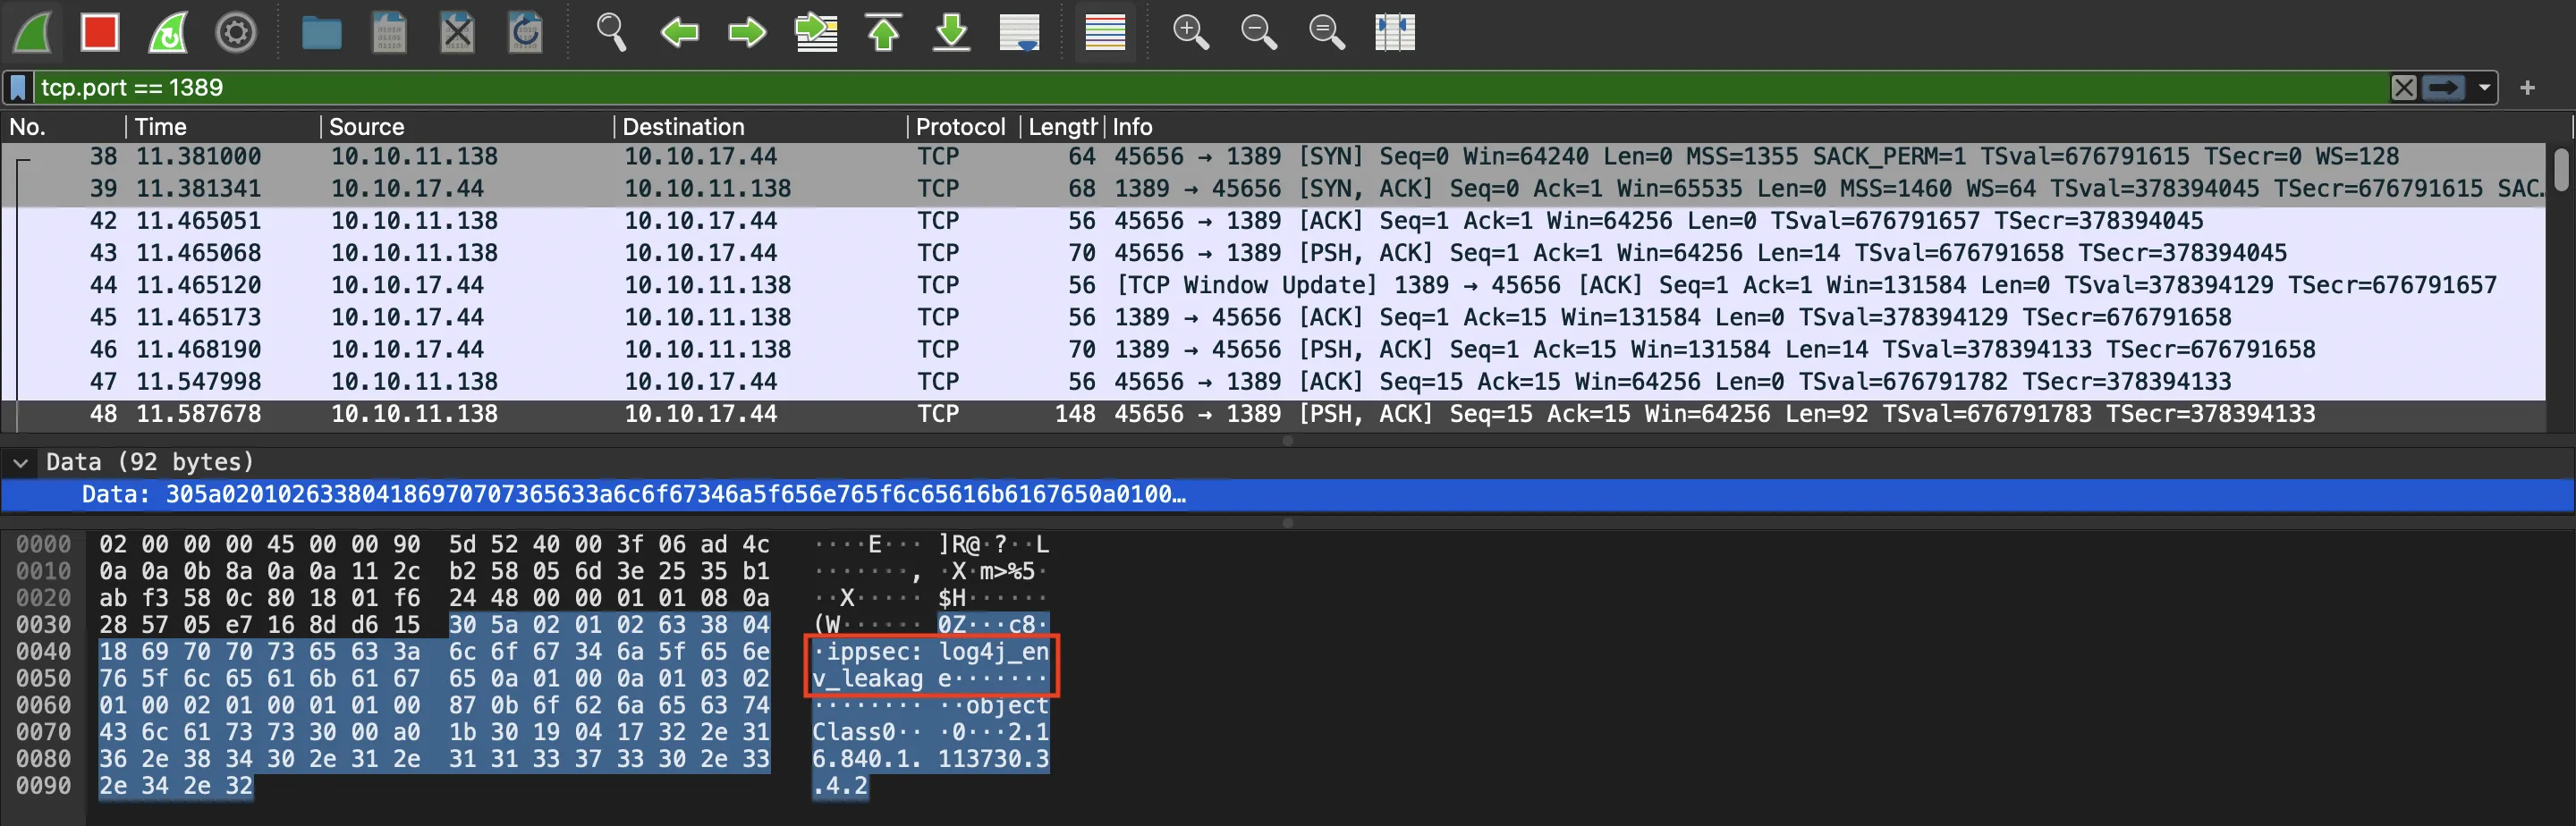 tcp.port == 1389
No. Time Source Destination Protocol Length Info
38 11.381000 10.10.11.138 10.10.17.44 TCP 64 45656 → 1389 [SYN] Seq=0 Win=64240 Len=0 MSS=1355 SACK_PERM=1 TSval=676791615 TSecr=0 WS=128
39 11.381341 10.10.17.44 10.10.11.138 TCP 68 1389 → 45656 [SYN, ACK] Seq=0 Ack=1 Win=65535 Len=0 MSS=1460 WS=64 TSval=378394045 TSecr=676791615 SAC…
42 11.465051 10.10.11.138 10.10.17.44 TCP 56 45656 → 1389 [ACK] Seq=1 Ack=1 Win=64256 Len=0 TSval=676791657 TSecr=378394045
43 11.465068 10.10.11.138 10.10.17.44 TCP 70 45656 → 1389 [PSH, ACK] Seq=1 Ack=1 Win=64256 Len=14 TSval=676791658 TSecr=378394045
44 11.465120 10.10.17.44 10.10.11.138 TCP 56 [TCP Window Update] 1389 → 45656 [ACK] Seq=1 Ack=1 Win=131584 Len=0 TSval=378394129 TSecr=676791657
45 11.465173 10.10.17.44 10.10.11.138 TCP 56 1389 → 45656 [ACK] Seq=1 Ack=15 Win=131584 Len=0 TSval=378394129 TSecr=676791658
46 11.468190 10.10.17.44 10.10.11.138 TCP 70 1389 → 45656 [PSH, ACK] Seq=1 Ack=15 Win=131584 Len=14 TSval=378394133 TSecr=676791658
47 11.547998 10.10.11.138 10.10.17.44 TCP 56 45656 → 1389 [ACK] Seq=15 Ack=15 Win=64256 Len=0 TSval=676791782 TSecr=378394133
48 11.587678 10.10.11.138 10.10.17.44 TCP 148 45656 → 1389 [PSH, ACK] Seq=15 Ack=15 Win=64256 Len=92 TSval=676791783 TSecr=378394133
Data (92 bytes)
Data: 305a020102633804186970707365633a6c6f67346a5f656e765f6c65616b6167650a0100…
0000 02 00 00 00 45 00 00 90 5d 52 40 00 3f 06 ad 4c ····E··· ]R@·?··L
0010 0a 0a 0b 8a 0a 0a 11 2c b2 58 05 6d 3e 25 35 b1 ·······, ·X·m>%5·
0020 ab f3 58 0c 80 18 01 f6 24 48 00 00 01 01 08 0a ··X····· $H······
0030 28 57 05 e7 16 8d d6 15 30 5a 02 01 02 63 38 04 (W······ 0Z···c8·
0040 18 69 70 70 73 65 63 3a 6c 6f 67 34 6a 5f 65 6e ·ippsec: log4j_en
0050 76 5f 6c 65 61 6b 61 67 65 0a 01 00 0a 01 03 02 v_leakag e·······
0060 01 00 02 01 00 01 01 00 87 0b 6f 62 6a 65 63 74 ········ ··object
0070 43 6c 61 73 73 30 00 a0 1b 30 19 04 17 32 2e 31 Class0·· ·0···2.1
0080 36 2e 38 34 30 2e 31 2e 31 31 33 37 33 30 2e 33 6.840.1. 113730.3
0090 2e 34 2e 32 .4.2